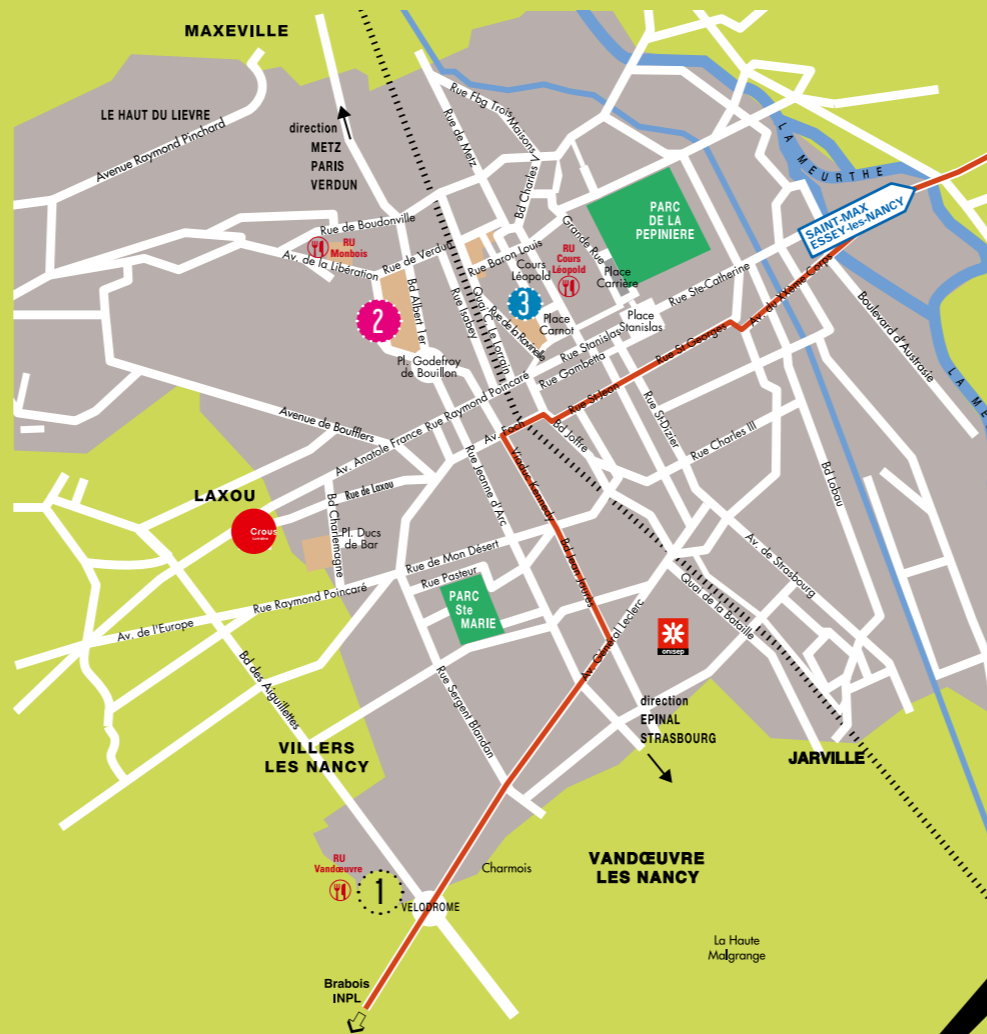 MAXEVILLE
LE HAUT DU LIEVRE
Avenue Raymond Pinchard
direction
METZ
PARIS
VERDUN
Rue Fbg Trois-Maisons
Rue de Metz
Bd Charles V
LA MEURTHE
SAINT-MAX
ESSEY-les-NANCY
PARC
DE LA
PEPINIERE
Grande Rue
Rue de Boudonville
RU
Monbois
Av. de la Libération
Rue de Verdun
Rue Baron Louis
Cours
Léopold
RU
Cours
Léopold
Place
Carrière
Rue Ste-Catherine
Av. du XXème Corps
Boulevard d'Austrasie
LA ME
2
Bd Albert 1er
Rue Isabey
Quai C. Le Lorrain
Rue de la Ravinelle
3
Place
Carnot
Place
Stanislas
Rue Stanislas
Rue Gambetta
Rue St-Georges
Pl. Godefroy
de Bouillon
Rue St-Jean
Rue St-Dizier
Avenue de Boufflers
Av. Anatole France
Rue Raymond Poincaré
Av. Foch
Bd Joffre
Rue Charles III
Bd Lobau
LAXOU
Crous
Rue de Laxou
Bd Charlemagne
Pl. Ducs
de Bar
Rue Jeanne d'Arc
Viaduc Kennedy
Rue de Mon Désert
Rue Pasteur
Bd Jean Jaurès
Av. de Strasbourg
Quai de la Bataille
PARC
Ste
MARIE
Rue Raymond Poincaré
Av. de l'Europe
Bd des Aiguillettes
Av. Général Leclerc
onisep
Rue Sergent Blandan
direction
EPINAL
STRASBOURG
VILLERS
LES NANCY
JARVILLE
RU
Vandœuvre
1
VELODROME
Charmois
VANDŒUVRE
LES NANCY
La Haute
Malgrange
Brabois
INPL